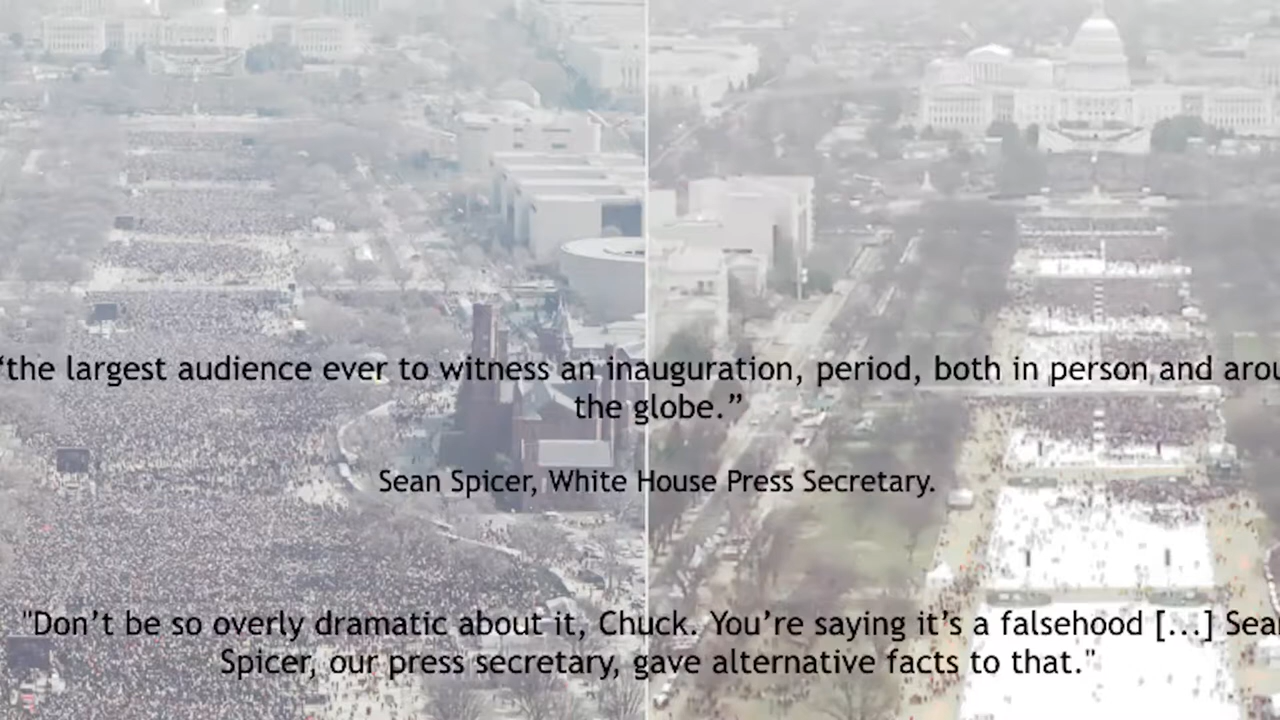 “the largest audience ever to witness an inauguration, period, both in person and
the globe.”
Sean Spicer, White House Press Secretary.
"Don’t be so overly dramatic about it, Chuck. You’re saying it’s a falsehood [...]
Spicer, our press secretary, gave alternative facts to that."